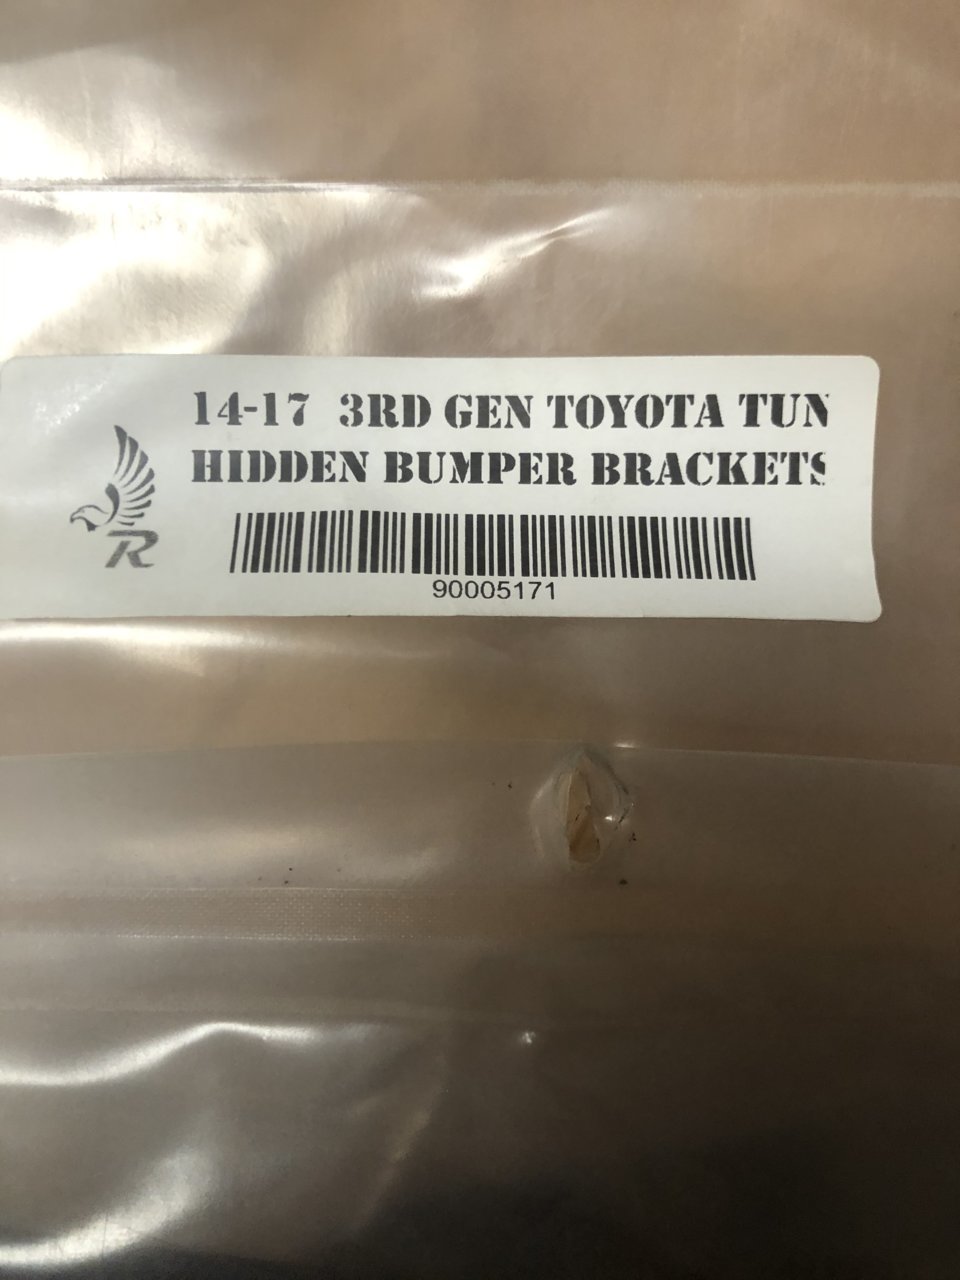 14-17 3RD GEN TOYOTA TUN
HIDDEN BUMPER BRACKETS
R
90005171